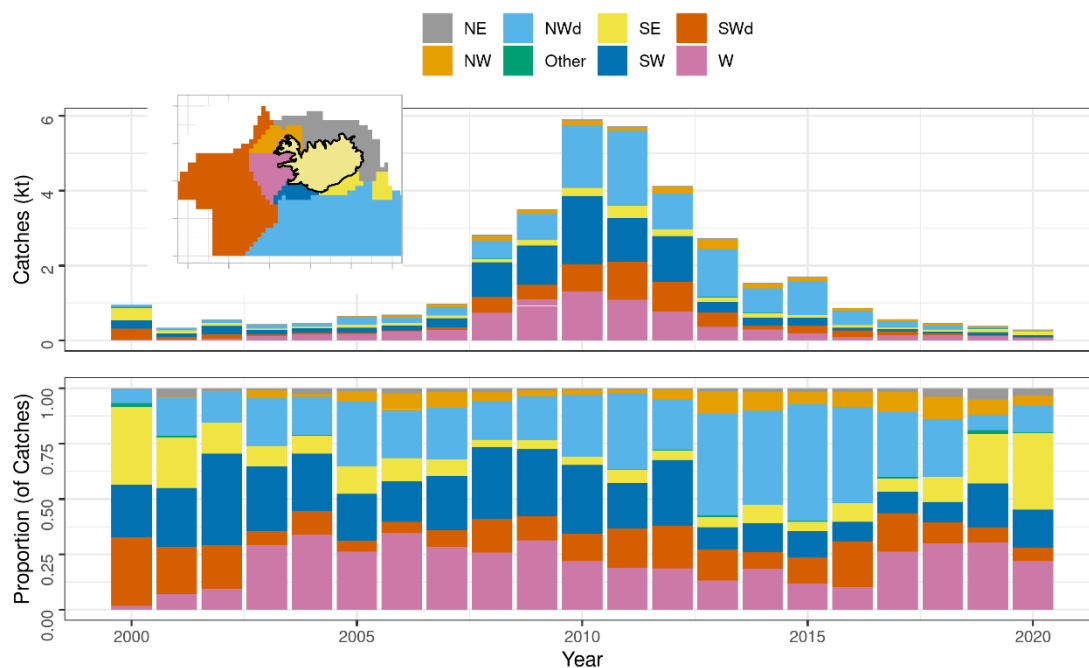 NE NWd SE SWd
NW Other SW W
6
4
2
0
Catches (kt)
1.00
0.75
0.50
0.25
0.00
Proportion (of Catches)
2000 2005 2010 2015 2020
Year